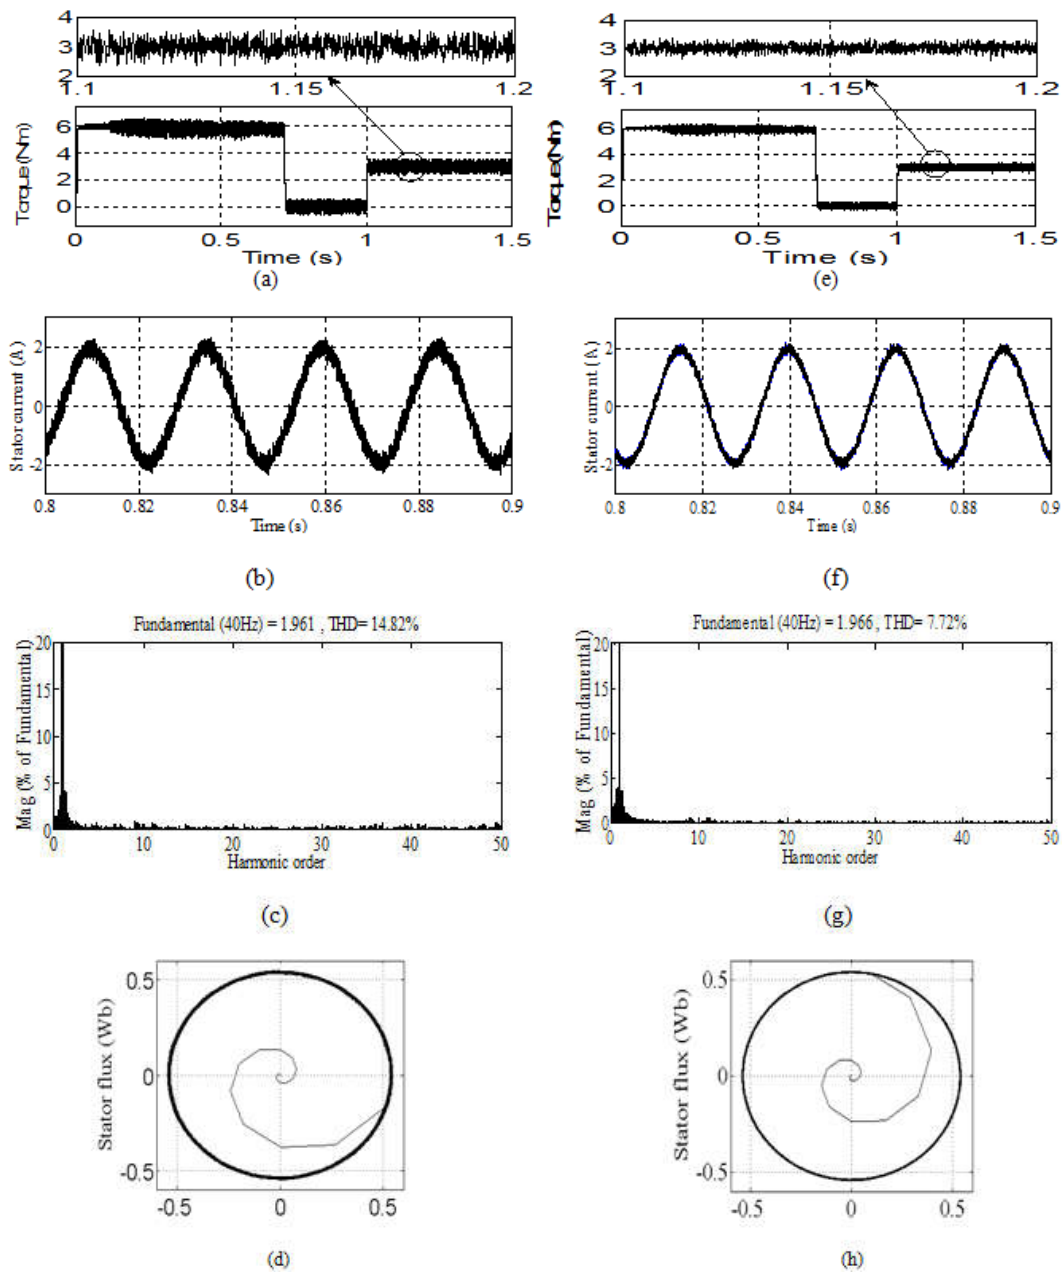 4
3
2
1.1 1.15 1.2
Torque(Nm)
6
4
2
0
0 0.5 1 1.5
Time (s)
(a)
4
3
2
1.1 1.15 1.2
Torque(Nm)
6
4
2
0
0 0.5 1 1.5
Time (s)
(e)
Stator current (A)
2
0
-2
0.8 0.82 0.84 0.86 0.88 0.9
Time (s)
(b)
Stator current (A)
2
0
-2
0.8 0.82 0.84 0.86 0.88 0.9
Time (s)
(f)
Fundamental (40Hz) = 1.961 , THD= 14.82%
Mag (% of Fundamental)
20
15
10
5
0
0 10 20 30 40 50
Harmonic order
(c)
Fundamental (40Hz) = 1.966 , THD= 7.72%
Mag (% of Fundamental)
20
15
10
5
0
0 10 20 30 40 50
Harmonic order
(g)
Stator flux (Wb)
0.5
0
-0.5
-0.5 0 0.5
(d)
Stator flux (Wb)
0.5
0
-0.5
-0.5 0 0.5
(h)